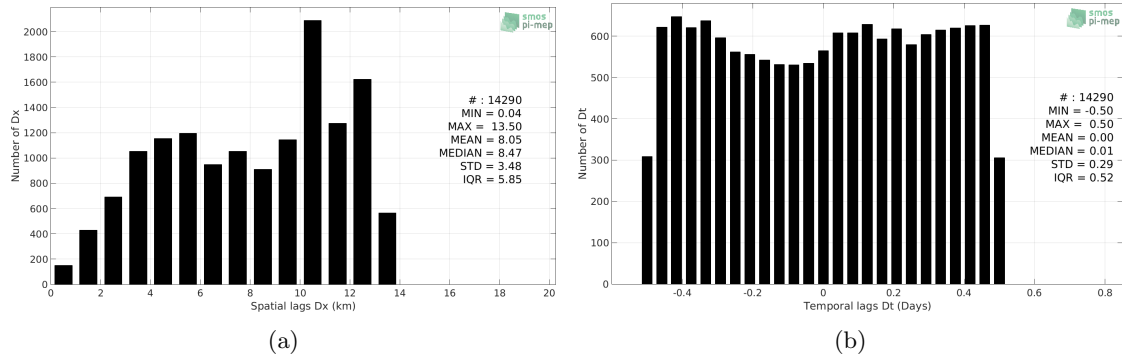 smos
pi-mep
2000
1800
1600
1400
1200
1000
800
600
400
200
0
Number of Dx
# : 14290
MIN = 0.04
MAX = 13.50
MEAN = 8.05
MEDIAN = 8.47
STD = 3.48
IQR = 5.85
0 2 4 6 8 10 12 14 16 18 20
Spatial lags Dx (km)
(a)
smos
pi-mep
600
500
400
300
200
100
0
Number of Dt
# : 14290
MIN = -0.50
MAX = 0.50
MEAN = 0.00
MEDIAN = 0.01
STD = 0.29
IQR = 0.52
-0.4 -0.2 0 0.2 0.4 0.6 0.8
Temporal lags Dt (Days)
(b)